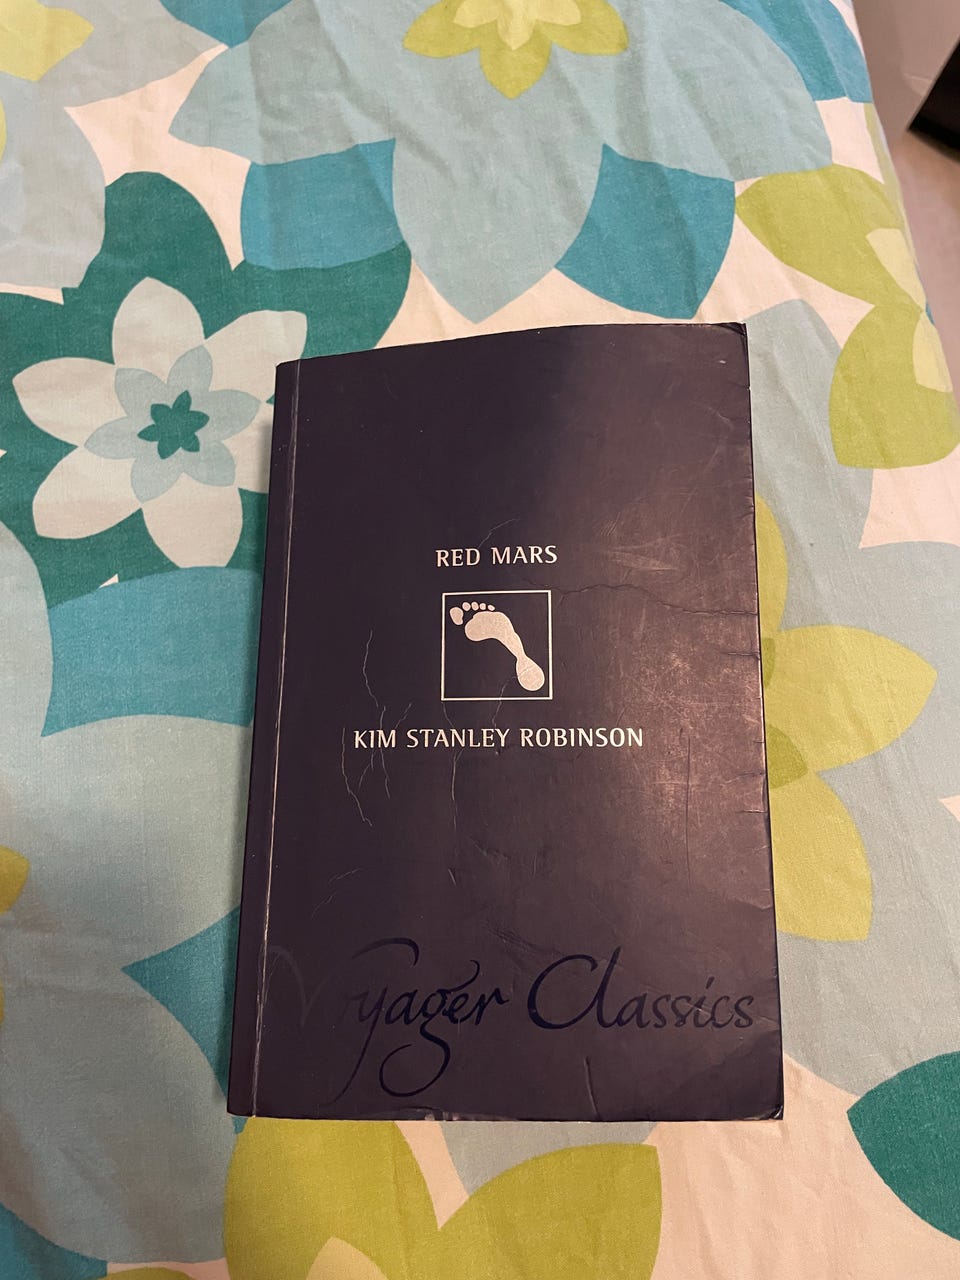 RED MARS
KIM STANLEY ROBINSON
Voyager Classics